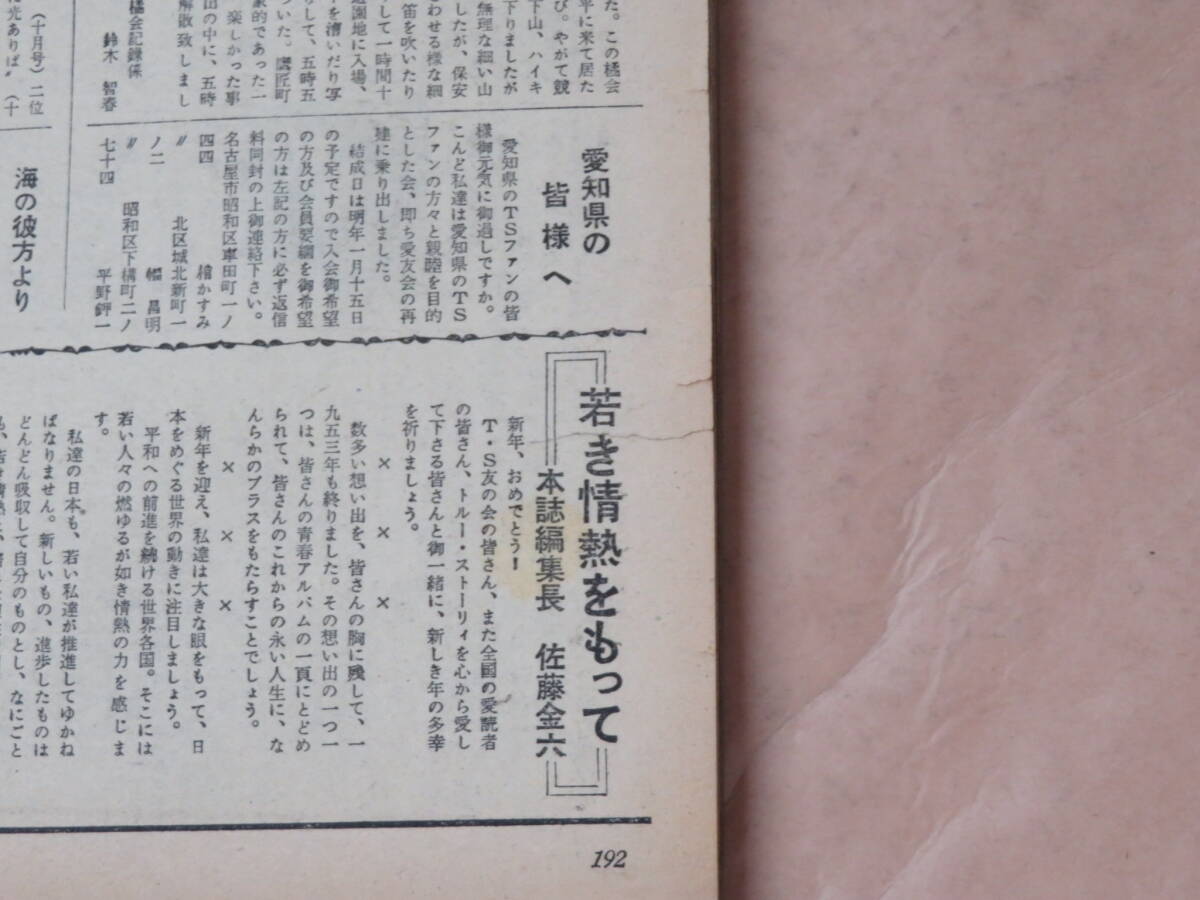 た。この橘会
平に来て居た
び。やがて競
下山、ハイキ
下りましたが
無理な細い山
したが、保安
わせる様な細
笛を吹いたり
して一時間十
遊園地に入場、
を漕いだり写
りして、五時五
ついた。鷹匠町
象的であった一
楽しかった事
山の中に、五時
解散致しまし
橘会記録係
鈴木 智春
(十月号) 二位
光ありば〟(十
愛知県の
皆様へ
愛知県のTSファンの皆
様御元気に御過しですか。
こんど私達は愛知県のTS
ファンの方々と親睦を目的
とした会、即ち愛友会の再
建に乗り出しました。
結成日は明年一月十五日
の予定ですので入会御希望
の方及び会員要綱を御希望
の方は左記の方に必ず返信
料同封の上御連絡下さい。
名古屋市昭和区車田町一ノ
四四 檜かすみ
〃 北区城北新町一
ノ二 幅 昌明
〃 昭和区下構町二ノ
七十四 平野鉀一
海の彼方より
若き情熱をもって
本誌編集長 佐藤金六
新年、おめでとう!
T・S友の会の皆さん、また全国の愛読者
の皆さん、トルー・ストーリィを心から愛し
て下さる皆さんと御一緒に、新しき年の多幸
を祈りましょう。
× × ×
数多い想い出を、皆さんの胸に残して、一
九五三年も終りました。その想い出の一つ一
つは、皆さんの青春アルバムの一頁にとどめ
られて、皆さんのこれからの永い人生に、な
んらかのプラスをもたらすことでしょう。
× × ×
新年を迎え、私達は大きな眼をもって、日
本をめぐる世界の動きに注目しましょう。
平和への前進を続ける世界各国。そこには
若い人々の燃ゆるが如き情熱の力を感じま
す。
私達の日本も、若い私達が推進してゆかね
ばなりません。新しいもの、進歩したものは
どんどん吸収して自分のものとし、なにごと
192